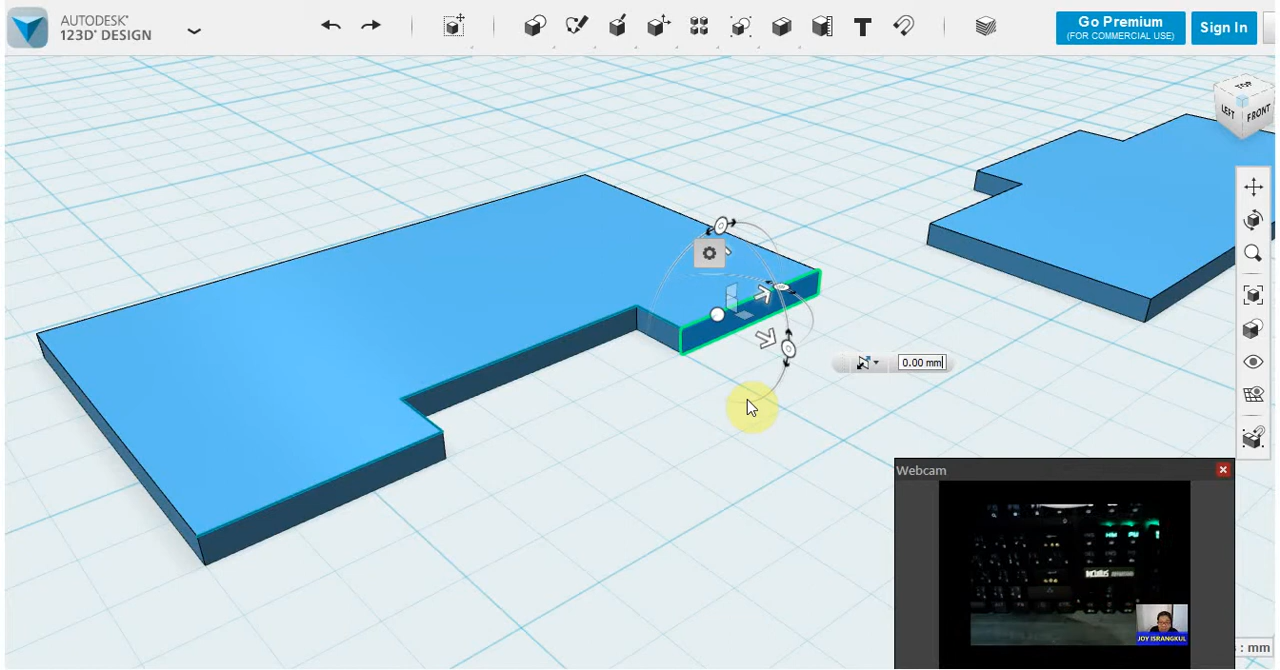 AUTODESK
123D® DESIGN
Go Premium
(FOR COMMERCIAL USE)
Sign In
TOP
LEFT
FRONT
0.00 mm
Webcam
JOY ISRANGKUL
: mm